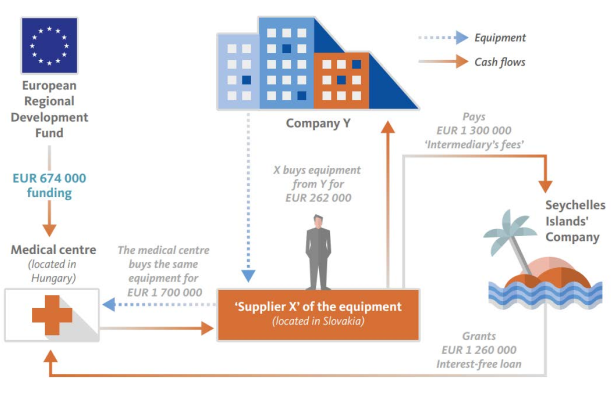 European
Regional
Development
Fund
EUR 674 000
funding
Medical centre
(located in
Hungary)
The medical centre
buys the same
equipment for
EUR 1 700 000
Company Y
X buys equipment
from Y for
EUR 262 000
'Supplier X' of the equipment
(located in Slovakia)
Equipment
Cash flows
Pays
EUR 1 300 000
'Intermediary's fees'
Seychelles
Islands'
Company
Grants
EUR 1 260 000
Interest-free loan